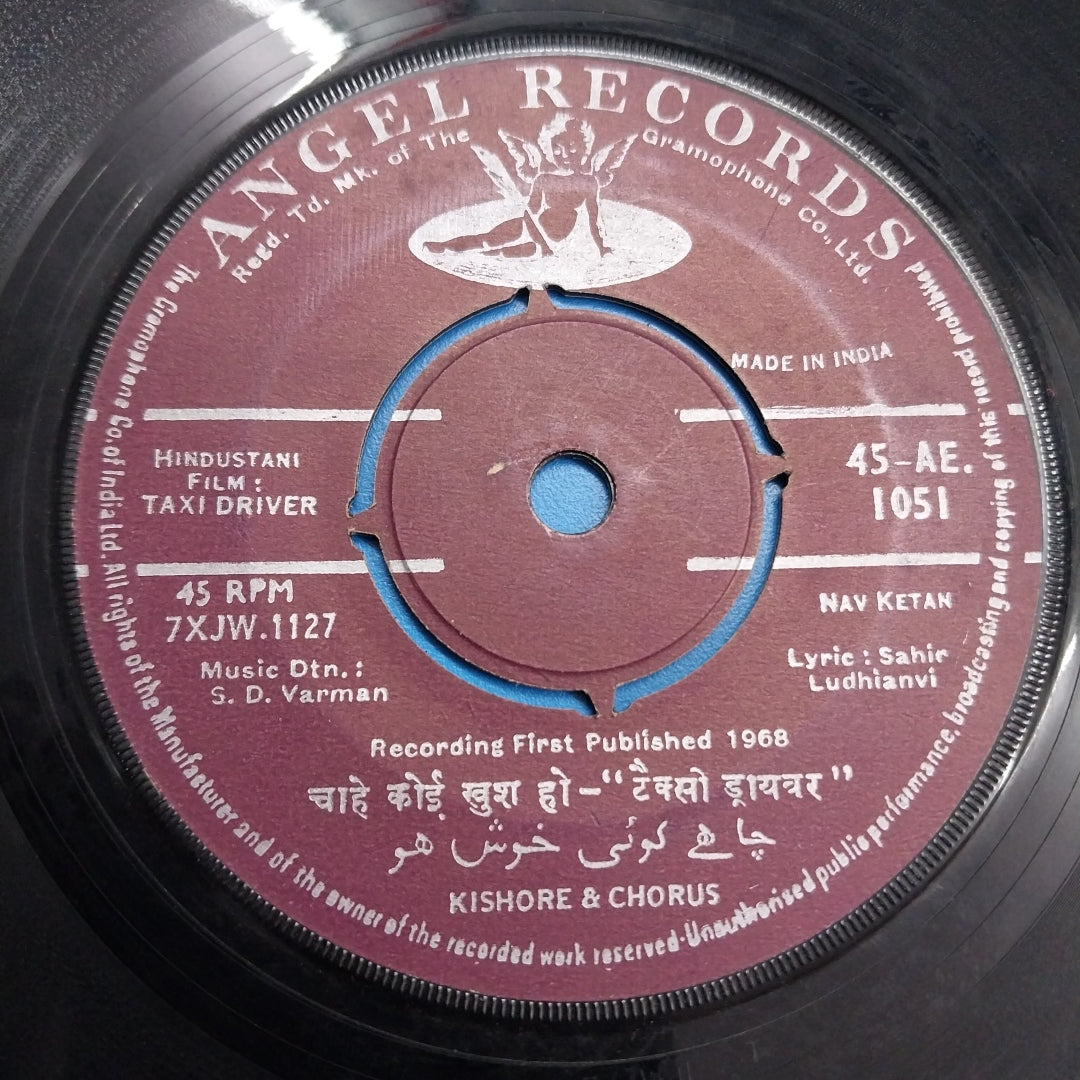 ANGEL RECORDS
Regd. Td. Mk. of The Gramophone Co., Ltd.
MADE IN INDIA
HINDUSTANI
FILM :
TAXI DRIVER
45-AE.
1051
45 RPM
7XJW.1127
NAV KETAN
Music Dtn. :
S. D. Varman
Lyric : Sahir
Ludhianvi
Recording First Published 1968
चाहे कोई खुश हो-“टैक्सो ड्रायवर”
چاھے کوئی خوش ھو
KISHORE & CHORUS
The Gramophone Co. of India Ltd. All rights of the Manufacturer and of the owner of the recorded work reserved·Unauthorised public performance, broadcasting and copying of this record prohibited